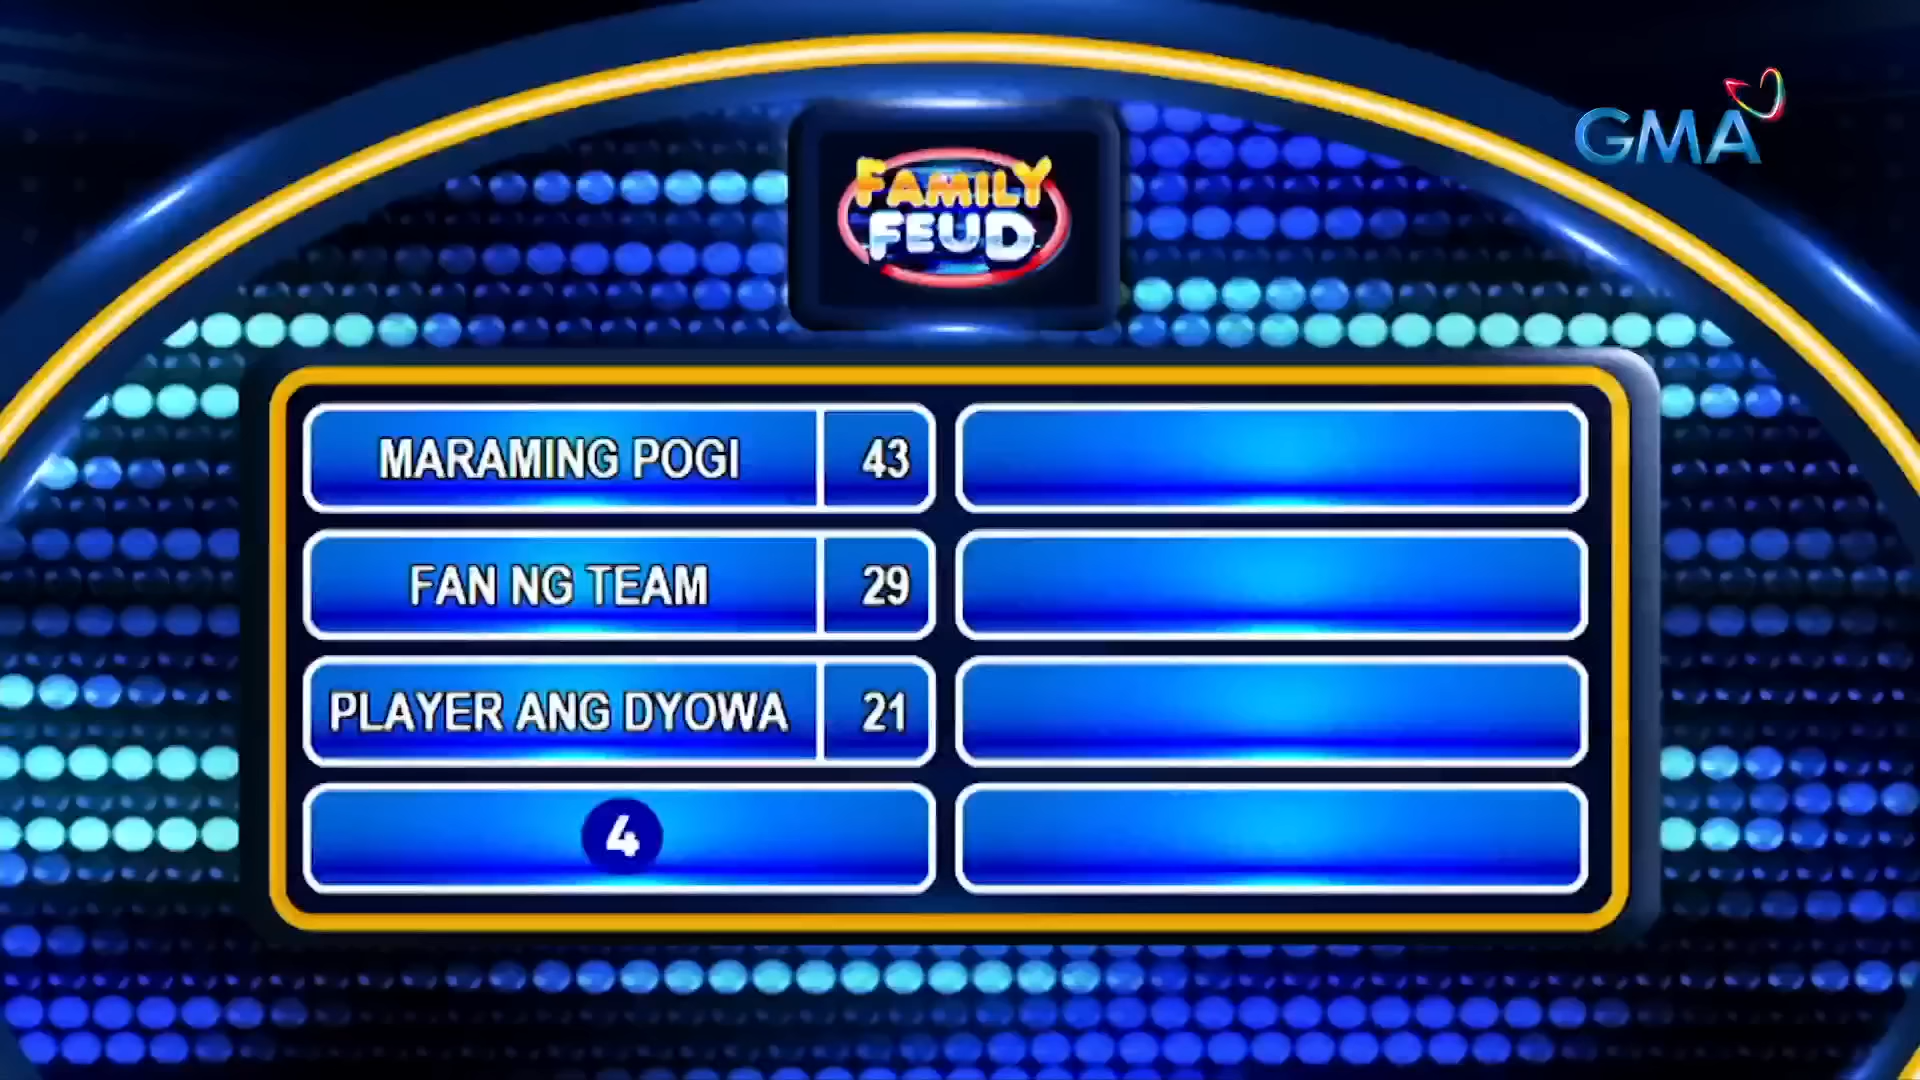 GMA
FAMILY
FEUD
MARAMING POGI 43
FAN NG TEAM 29
PLAYER ANG DYOWA 21
4